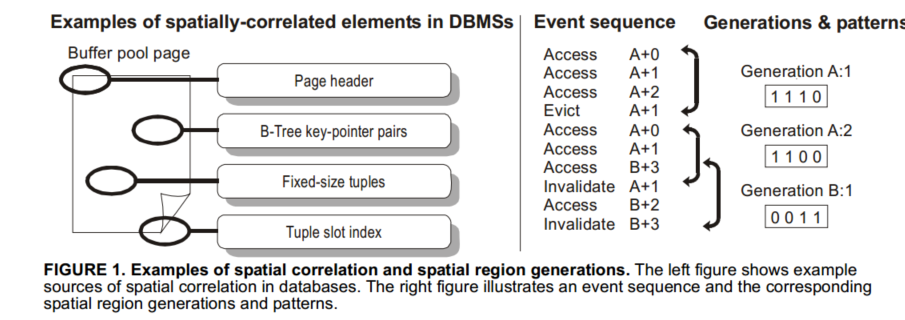 Examples of spatially-correlated elements in DBMSs
Buffer pool page
Page header
B-Tree key-pointer pairs
Fixed-size tuples
Tuple slot index
Event sequence
Access A+0
Access A+1
Access A+2
Evict A+1
Access A+0
Access A+1
Access B+3
Invalidate A+1
Access B+2
Invalidate B+3
Generations & patterns
Generation A:1
1 1 1 0
Generation A:2
1 1 0 0
Generation B:1
0 0 1 1
FIGURE 1. Examples of spatial correlation and spatial region generations. The left figure shows example
sources of spatial correlation in databases. The right figure illustrates an event sequence and the corresponding
spatial region generations and patterns.